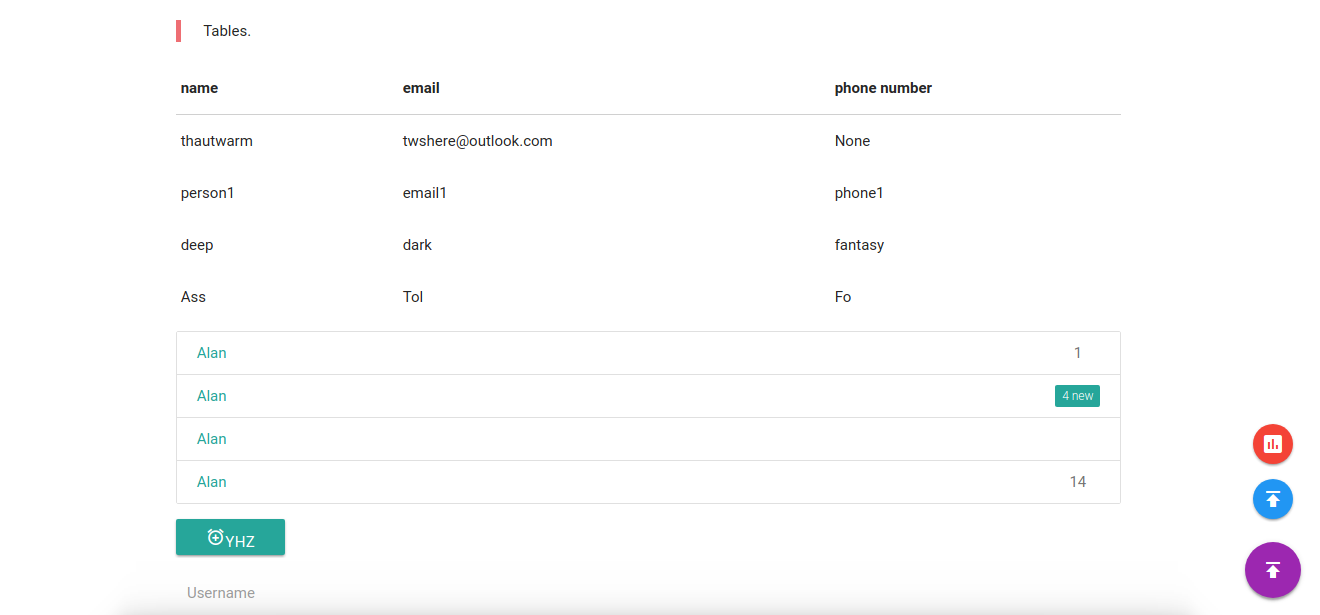 Tables.
name email phone number
thautwarm twshere@outlook.com None
person1 email1 phone1
deep dark fantasy
Ass Tol Fo
Alan 1
Alan 4 new
Alan
Alan 14
YHZ
Username